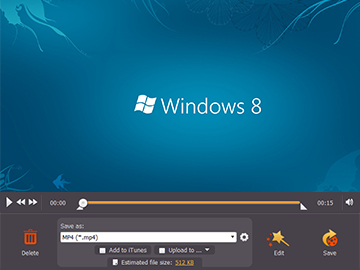 Windows 8
00:00
00:15
Save as:
MP4 (*.mp4)
Add to iTunes
Upload to ...
Estimated file size: 512 KB
Delete
Edit
Save